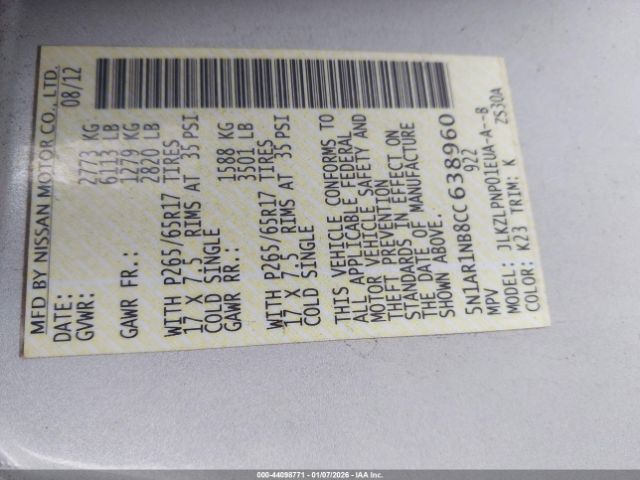 MFD BY NISSAN MOTOR CO., LTD.
DATE: 08/12
GVWR: 2773 KG
6113 LB
GAWR FR.: 1279 KG
2820 LB
WITH P265/65R17 TIRES
17 X 7.5 RIMS AT 35 PSI
COLD SINGLE
GAWR RR.: 1588 KG
3501 LB
WITH P265/65R17 TIRES
17 X 7.5 RIMS AT 35 PSI
COLD SINGLE
THIS VEHICLE CONFORMS TO
ALL APPLICABLE FEDERAL
MOTOR VEHICLE SAFETY AND
THEFT PREVENTION
STANDARDS IN EFFECT ON
THE DATE OF MANUFACTURE
SHOWN ABOVE.
5N1AR1NB8CC638960
MPV 922
MODEL: JLKZLPNP01EUA-A--B
COLOR: K23 TRIM: K ZS30A
000-44098771 - 01/07/2026 - IAA Inc.